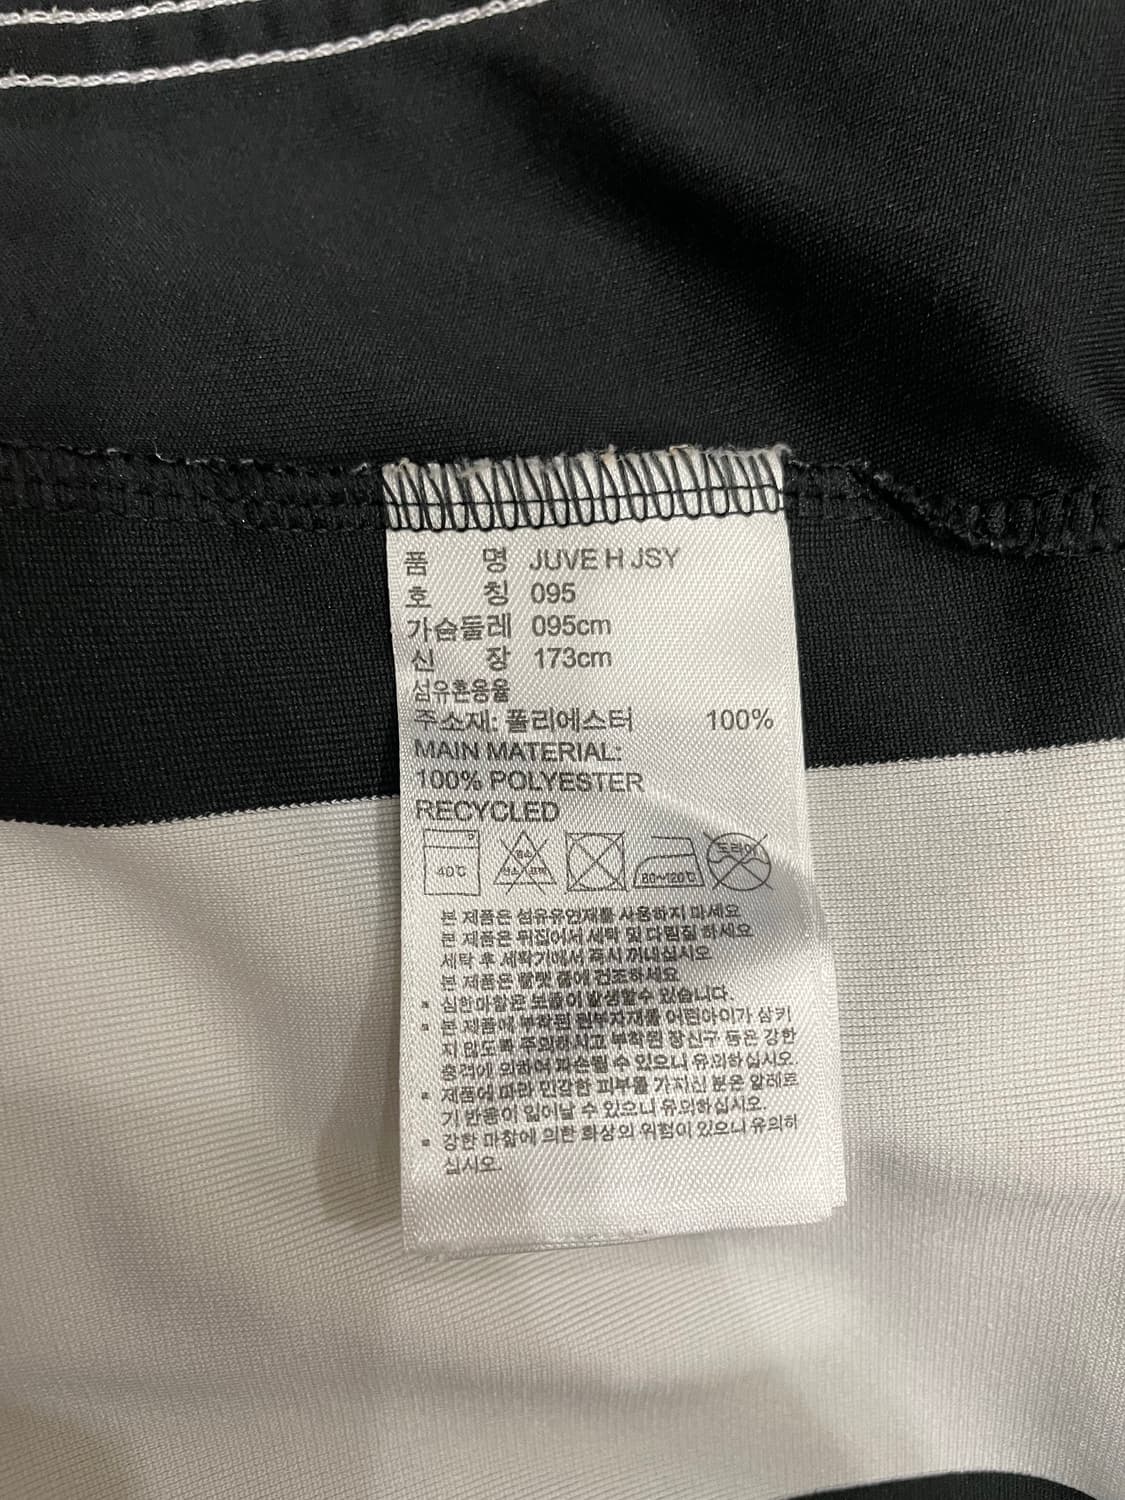 품 명 JUVE H JSY
호 칭 095
가슴둘레 095cm
신 장 173cm
섬유혼용율
주소재: 폴리에스터 100%
MAIN MATERIAL:
100% POLYESTER
RECYCLED
40℃ 염소 산소 표백 80~120℃ 드라이
본 제품은 섬유유연재를 사용하지 마세요
본 제품은 뒤집어서 세탁 및 다림질 하세요
세탁 후 세탁기에서 즉시 꺼내십시오
본 제품은 팔랫 줄에 건조하세요
* 심한마찰은 보풀이 발생할수 있습니다.
* 본 제품에 부착된 원부자재를 어린아이가 삼키
지 않도록 주의하시고 부착된 장신구 등은 강한
충격에 의하여 파손될 수 있으니 유의하십시오.
* 제품에 따라 민감한 피부를 가지신 분은 알레르
기 반응이 일어날 수 있으니 유의하십시오.
* 강한 마찰에 의한 화상의 위험이 있으니 유의하
십시오.